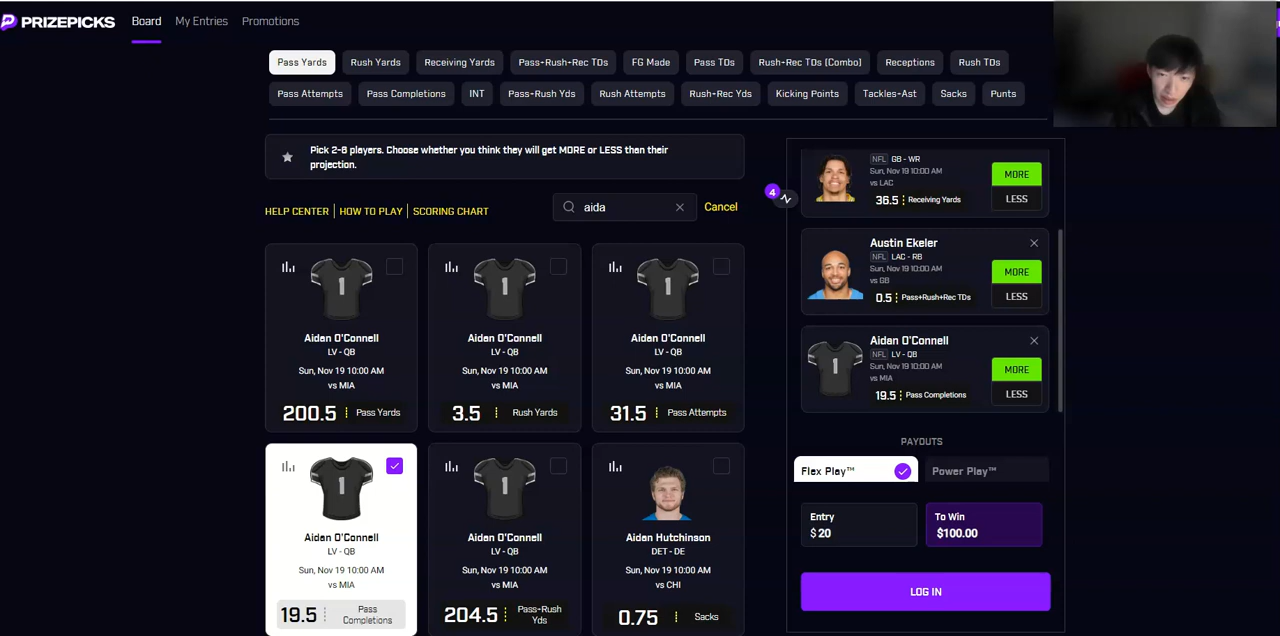 PRIZEPICKS
Board
My Entries
Promotions
Pass Yards
Rush Yards
Receiving Yards
Pass+Rush+Rec TDs
FG Made
Pass TDs
Rush+Rec TDs (Combo)
Receptions
Rush TDs
Pass Attempts
Pass Completions
INT
Pass+Rush Yds
Rush Attempts
Rush+Rec Yds
Kicking Points
Tackles+Ast
Sacks
Punts
Pick 2-6 players. Choose whether you think they will get MORE or LESS than their
projection.
HELP CENTER
HOW TO PLAY
SCORING CHART
aida
Cancel
1
Aidan O'Connell
LV - QB
Sun, Nov 19 10:00 AM
vs MIA
200.5
Pass Yards
1
Aidan O'Connell
LV - QB
Sun, Nov 19 10:00 AM
vs MIA
3.5
Rush Yards
1
Aidan O'Connell
LV - QB
Sun, Nov 19 10:00 AM
vs MIA
31.5
Pass Attempts
1
Aidan O'Connell
LV - QB
Sun, Nov 19 10:00 AM
vs MIA
19.5
Pass
Completions
1
Aidan O'Connell
LV - QB
Sun, Nov 19 10:00 AM
vs MIA
204.5
Pass+Rush
Yds
Aidan Hutchinson
DET - DE
Sun, Nov 19 10:00 AM
vs CHI
0.75
Sacks
4
NFL GB - WR
Sun, Nov 19 10:00 AM
vs LAC
36.5
Receiving Yards
MORE
LESS
Austin Ekeler
NFL LAC - RB
Sun, Nov 19 10:00 AM
vs GB
0.5
Pass+Rush+Rec TDs
MORE
LESS
1
Aidan O'Connell
NFL LV - QB
Sun, Nov 19 10:00 AM
vs MIA
19.5
Pass Completions
MORE
LESS
PAYOUTS
Flex Play™
Power Play™
Entry
$ 20
To Win
$100.00
LOG IN